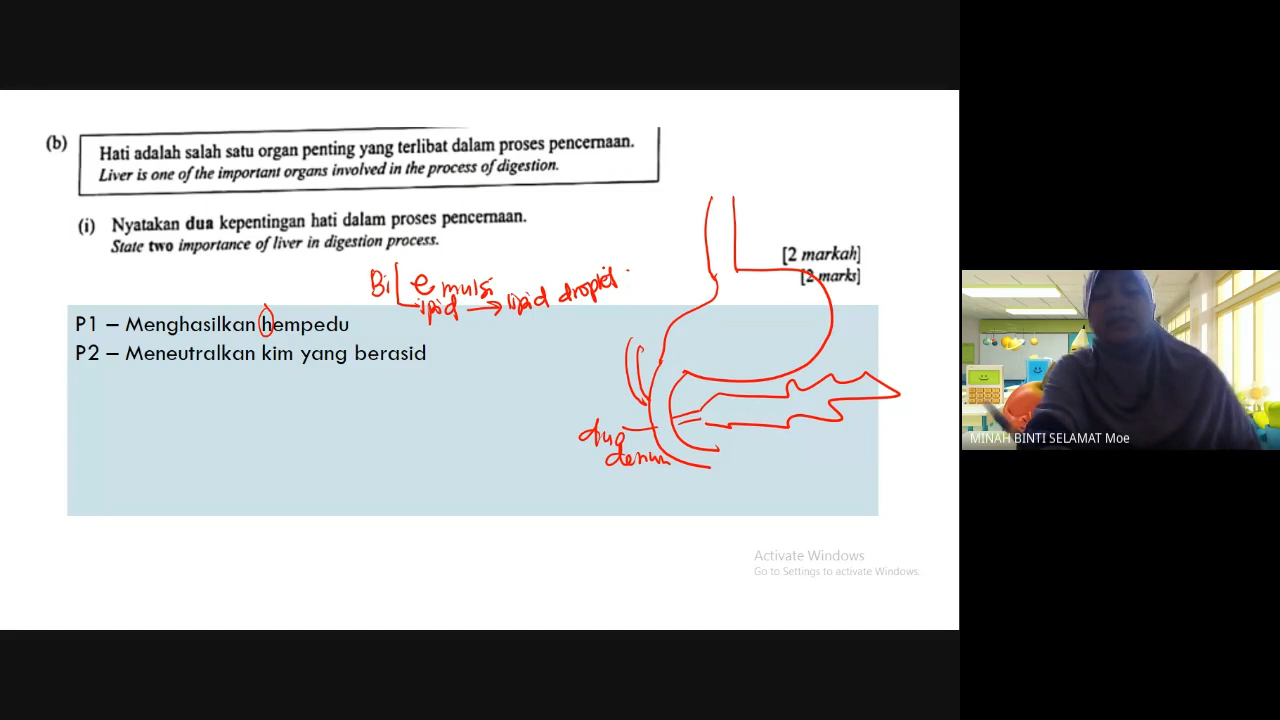 (b)
Hati adalah salah satu organ penting yang terlibat dalam proses pencernaan.
Liver is one of the important organs involved in the process of digestion.
(i) Nyatakan dua kepentingan hati dalam proses pencernaan.
State two importance of liver in digestion process.
[2 markah]
[2 marks]
Bil emulsi
lipid → lipid droplet
P1 – Menghasilkan hempedu
P2 – Meneutralkan kim yang berasid
duo
denum
MINAH BINTI SELAMAT Moe
Activate Windows
Go to Settings to activate Windows.